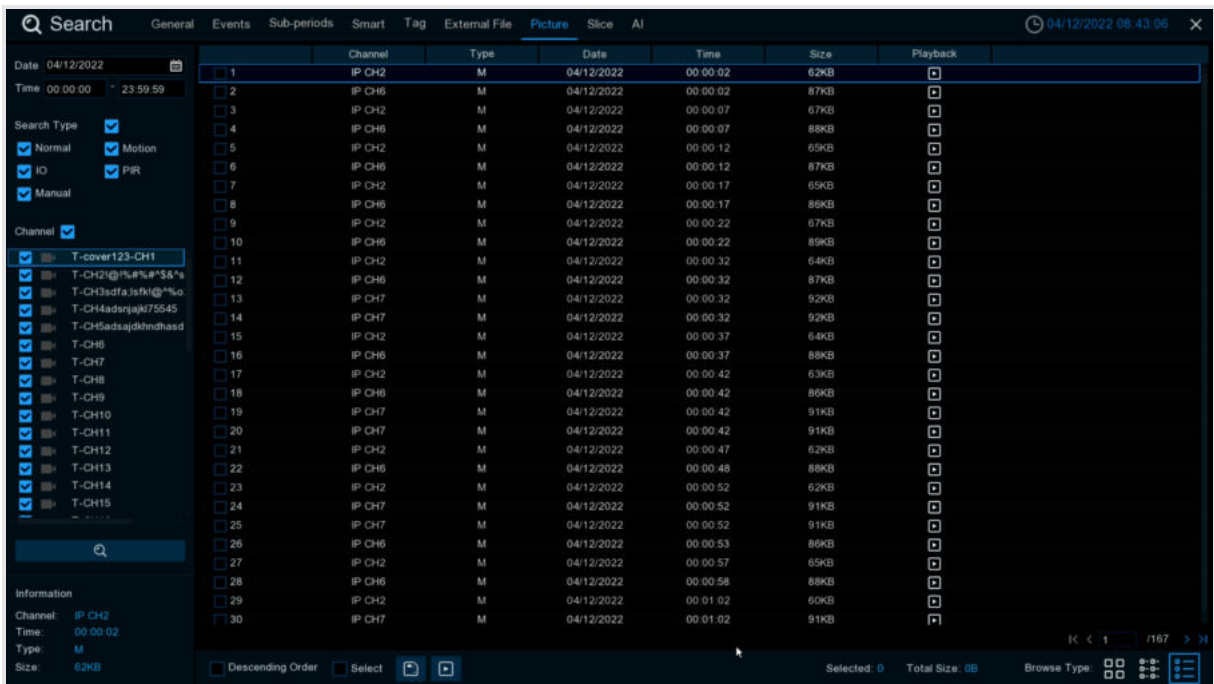 Search General Events Sub-periods Smart Tag External File Picture Slice AI 04/12/2022 08:43:06
Date 04/12/2022
Time 00:00:00 - 23:59:59
Search Type
Normal Motion
IO PIR
Manual
Channel
T-cover123-CH1
T-CH2!@!%#%#^$&^s
T-CH4adsnjajkl75545
T-CH5adsajdkhndhasd
T-CH6
T-CH7
T-CH8
T-CH9
T-CH10
T-CH11
T-CH12
T-CH13
T-CH14
T-CH15
Information
Channel: IP CH2
Time: 00:00:02
Type: M
Size: 62KB
Channel Type Date Time Size Playback
1 IP CH2 M 04/12/2022 00:00:02 62KB
2 IP CH6 M 04/12/2022 00:00:02 87KB
3 IP CH2 M 04/12/2022 00:00:07 67KB
4 IP CH6 M 04/12/2022 00:00:07 88KB
5 IP CH2 M 04/12/2022 00:00:12 65KB
6 IP CH6 M 04/12/2022 00:00:12 87KB
7 IP CH2 M 04/12/2022 00:00:17 65KB
8 IP CH6 M 04/12/2022 00:00:17 86KB
9 IP CH2 M 04/12/2022 00:00:22 67KB
10 IP CH6 M 04/12/2022 00:00:22 89KB
11 IP CH2 M 04/12/2022 00:00:32 64KB
12 IP CH6 M 04/12/2022 00:00:32 87KB
13 IP CH7 M 04/12/2022 00:00:32 92KB
14 IP CH7 M 04/12/2022 00:00:32 92KB
15 IP CH2 M 04/12/2022 00:00:37 64KB
16 IP CH6 M 04/12/2022 00:00:37 88KB
17 IP CH2 M 04/12/2022 00:00:42 63KB
18 IP CH6 M 04/12/2022 00:00:42 86KB
19 IP CH7 M 04/12/2022 00:00:42 91KB
20 IP CH7 M 04/12/2022 00:00:42 91KB
21 IP CH2 M 04/12/2022 00:00:47 62KB
22 IP CH6 M 04/12/2022 00:00:48 88KB
23 IP CH2 M 04/12/2022 00:00:52 62KB
24 IP CH7 M 04/12/2022 00:00:52 91KB
25 IP CH7 M 04/12/2022 00:00:52 91KB
26 IP CH6 M 04/12/2022 00:00:53 86KB
27 IP CH2 M 04/12/2022 00:00:57 65KB
28 IP CH6 M 04/12/2022 00:00:58 88KB
29 IP CH2 M 04/12/2022 00:01:02 60KB
30 IP CH7 M 04/12/2022 00:01:02 91KB
1 /167
Descending Order Select Selected: 0 Total Size: 0B Browse Type: